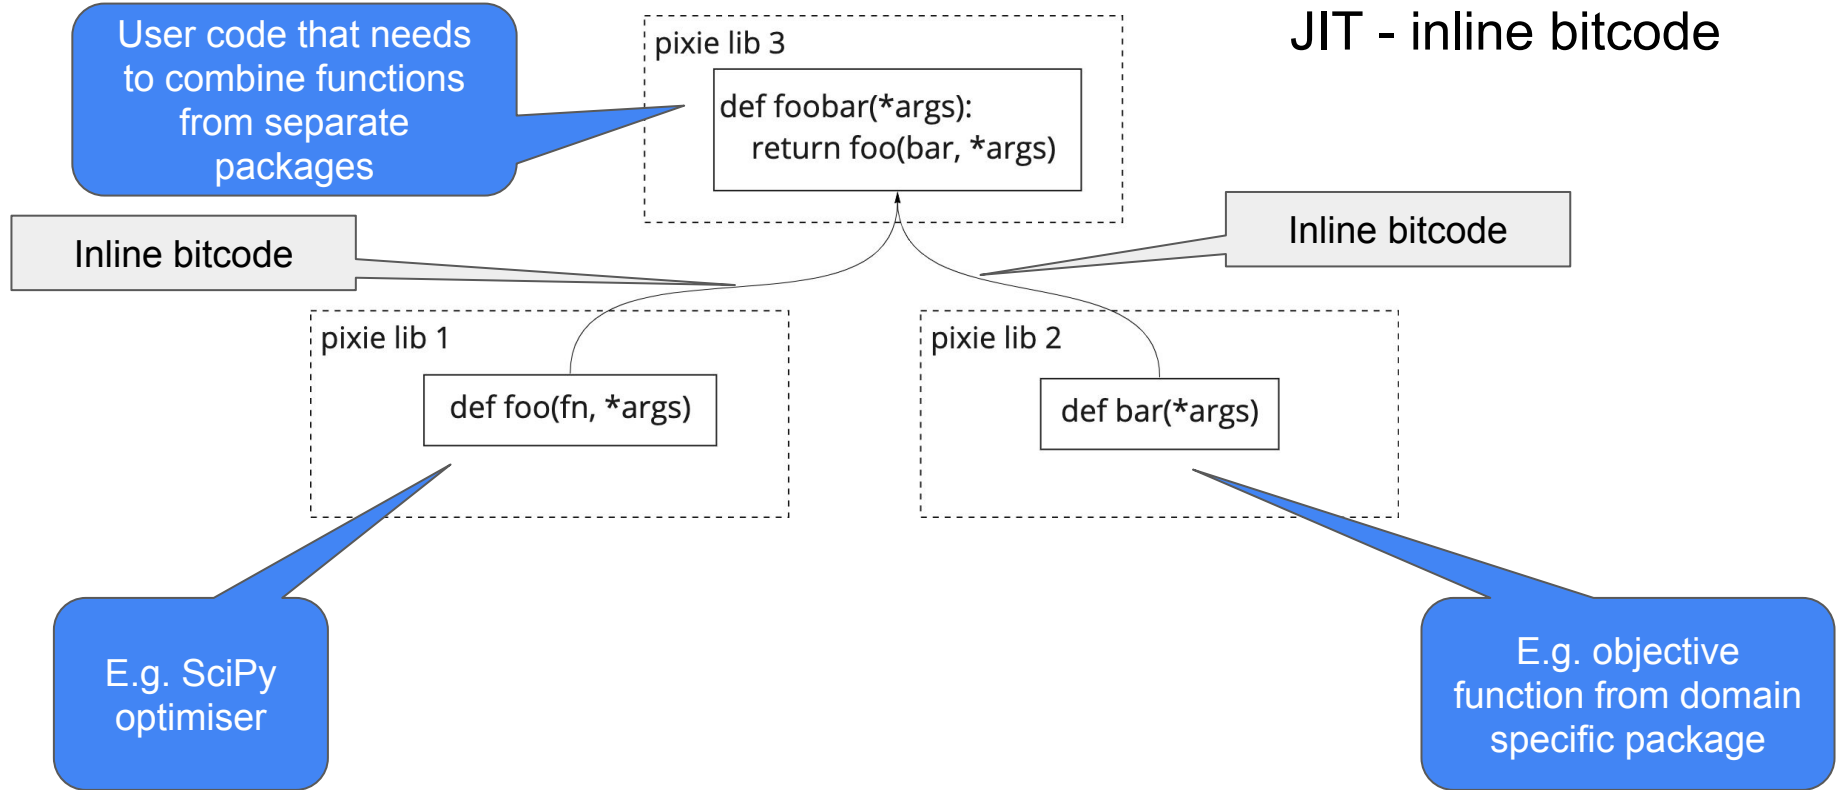 JIT - inline bitcode
User code that needs
to combine functions
from separate
packages
pixie lib 3
def foobar(*args):
return foo(bar, *args)
Inline bitcode
Inline bitcode
pixie lib 1
def foo(fn, *args)
pixie lib 2
def bar(*args)
E.g. SciPy
optimiser
E.g. objective
function from domain
specific package